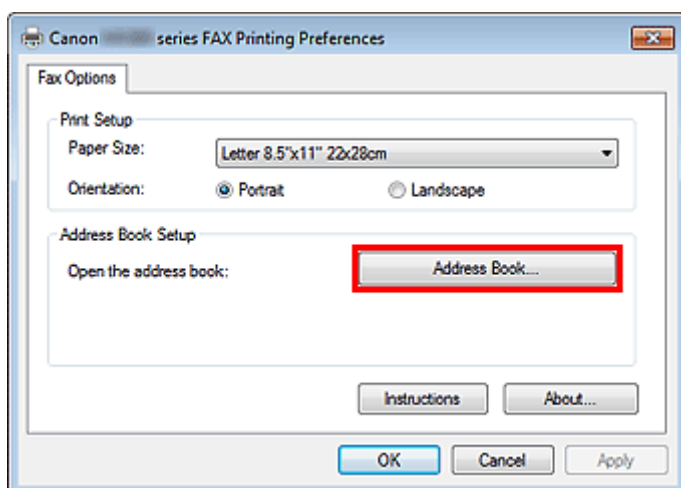 Canon series FAX Printing Preferences
Fax Options
Print Setup
Paper Size: Letter 8.5"x11" 22x28cm
Orientation: Portrait Landscape
Address Book Setup
Open the address book: Address Book...
Instructions About...
OK Cancel Apply